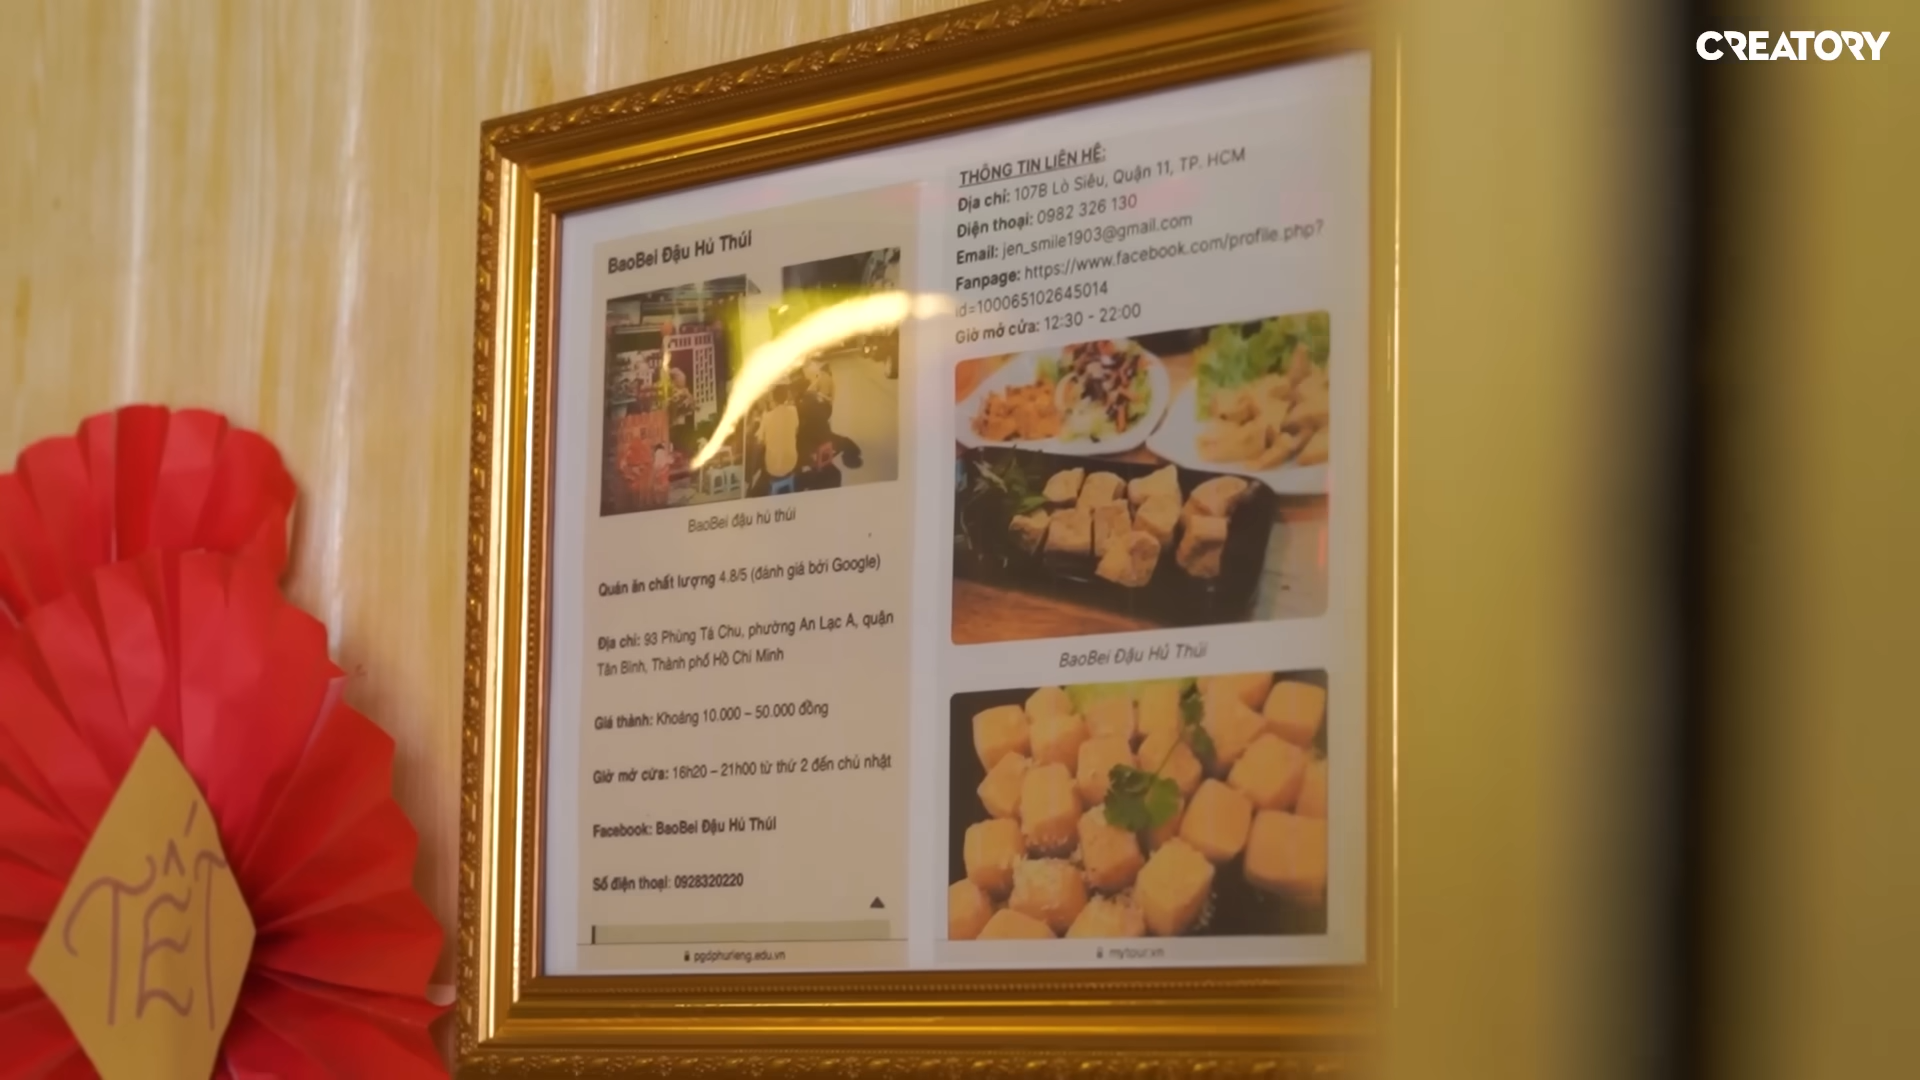 CREATORY
BaoBei Đậu Hủ Thúi
BaoBei đậu hủ thúi
Quán ăn chất lượng 4.8/5 (đánh giá bởi Google)
Địa chỉ: 93 Phùng Tá Chu, phường An Lạc A, quận
Tân Bình, Thành phố Hồ Chí Minh
Giá thành: Khoảng 10.000 – 50.000 đồng
Giờ mở cửa: 16h20 – 21h00 từ thứ 2 đến chủ nhật
Facebook: BaoBei Đậu Hủ Thúi
Số điện thoại: 0928320220
pgdphurieng.edu.vn
THÔNG TIN LIÊN HỆ:
Địa chỉ: 107B Lò Siêu, Quận 11, TP. HCM
Điện thoại: 0982 326 130
Email: jen_smile1903@gmail.com
Fanpage: https://www.facebook.com/profile.php?
id=100065102645014
Giờ mở cửa: 12:30 - 22:00
BaoBei Đậu Hủ Thúi
mytour.vn
TẾT